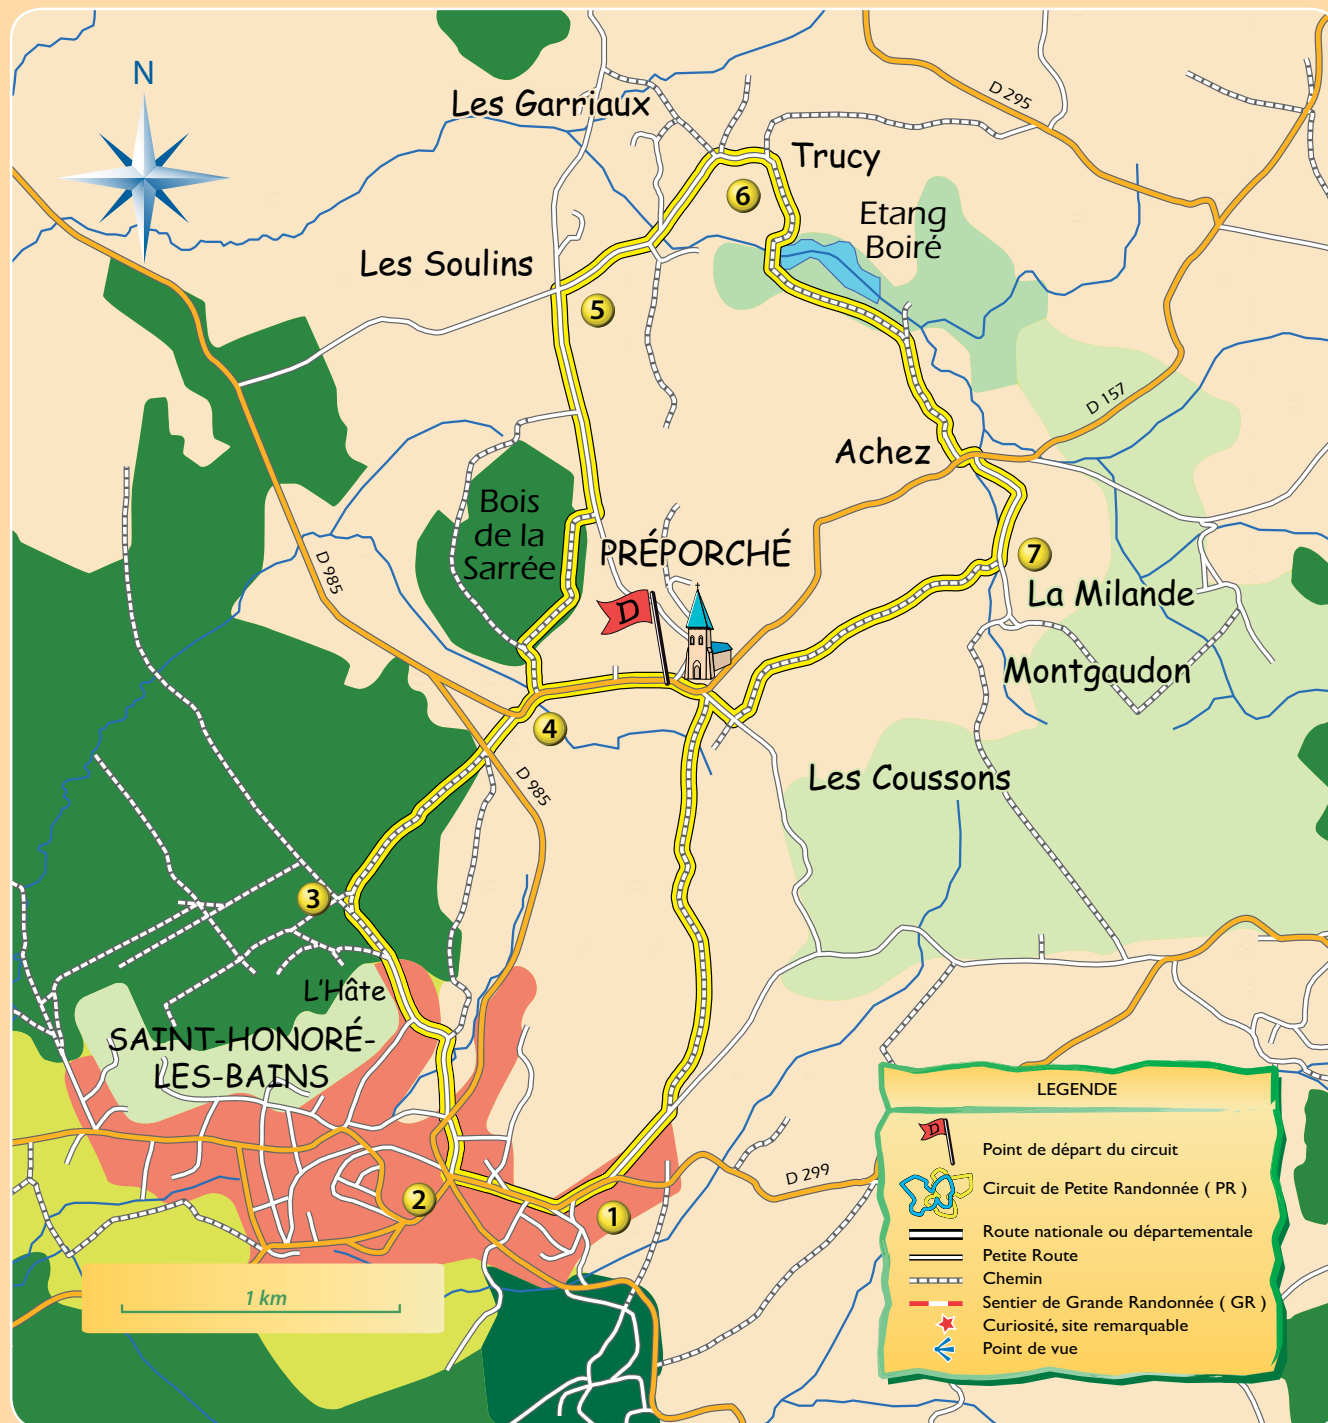 N
Les Garriaux
D 295
Trucy
6
Etang
Boiré
Les Soulins
5
D 157
Achez
Bois
de la
Sarrée
PRÉPORCHÉ
7
D 985
D
La Milande
Montgaudon
4
D 985
Les Coussons
3
L'Hâte
SAINT-HONORÉ-
LES-BAINS
2
1
D 299
1 km
LEGENDE
D
Point de départ du circuit
Circuit de Petite Randonnée ( PR )
Route nationale ou départementale
Petite Route
Chemin
Sentier de Grande Randonnée ( GR )
Curiosité, site remarquable
Point de vue